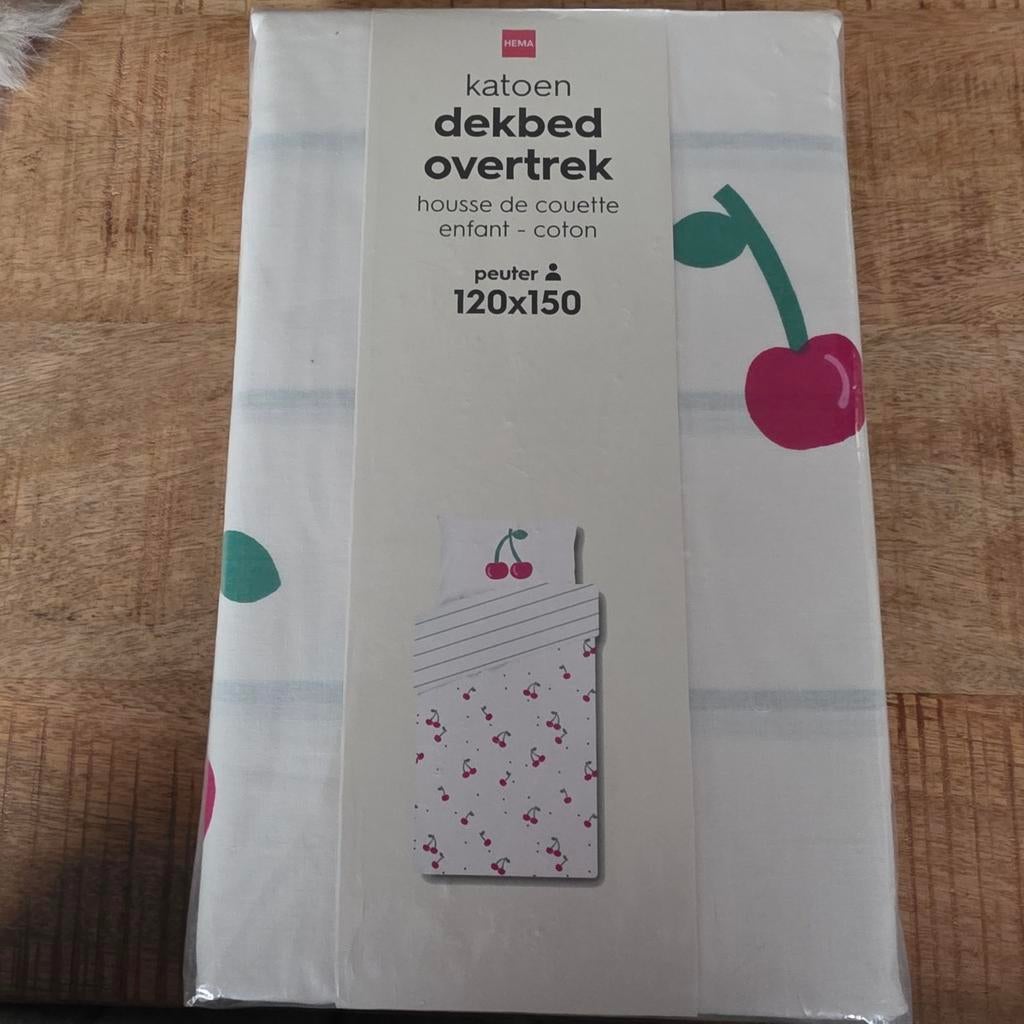 HEMA
katoen
dekbed
overtrek
housse de couette
enfant - coton
peuter
120x150